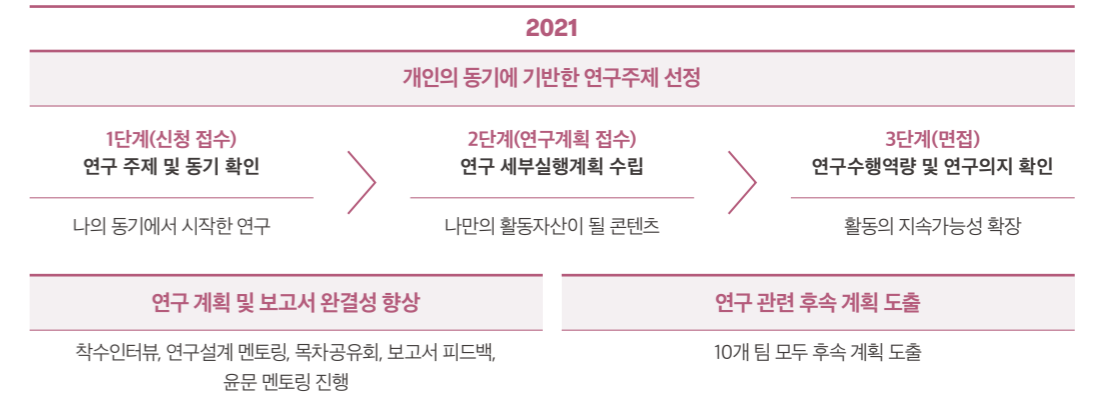 2021
개인의 동기에 기반한 연구주제 선정
1단계(신청 접수)
연구 주제 및 동기 확인
나의 동기에서 시작한 연구
2단계(연구계획 접수)
연구 세부실행계획 수립
나만의 활동자산이 될 콘텐츠
3단계(면접)
연구수행역량 및 연구의지 확인
활동의 지속가능성 확장
연구 계획 및 보고서 완결성 향상
착수인터뷰, 연구설계 멘토링, 목차공유회, 보고서 피드백,
윤문 멘토링 진행
연구 관련 후속 계획 도출
10개 팀 모두 후속 계획 도출